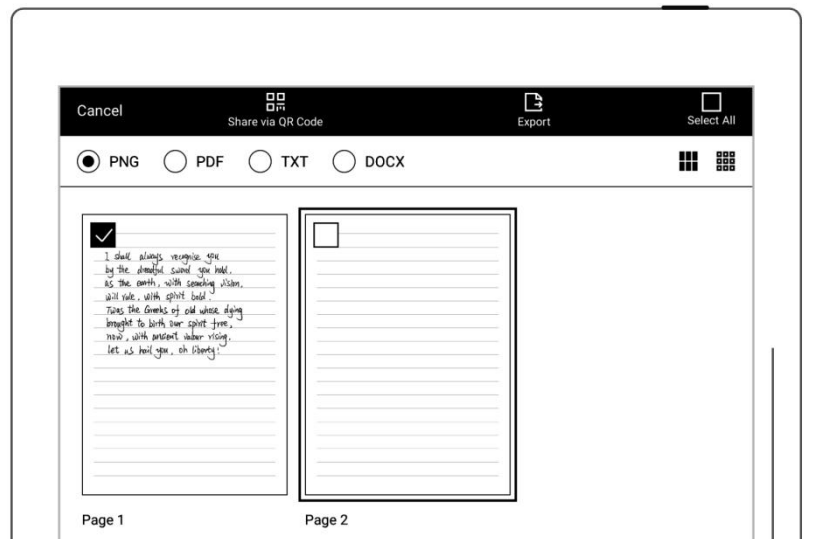 Cancel
Share via QR Code
Export
Select All
PNG
PDF
TXT
DOCX
I shall always recognise you
by the dreadful sword you hold,
as the earth, with searching vision,
will rule, with spirit bold.
Twas the Greeks of old whose dying
brought to birth our spirit free,
now, with ancient valour rising,
let us hail you, oh liberty!
Page 1
Page 2